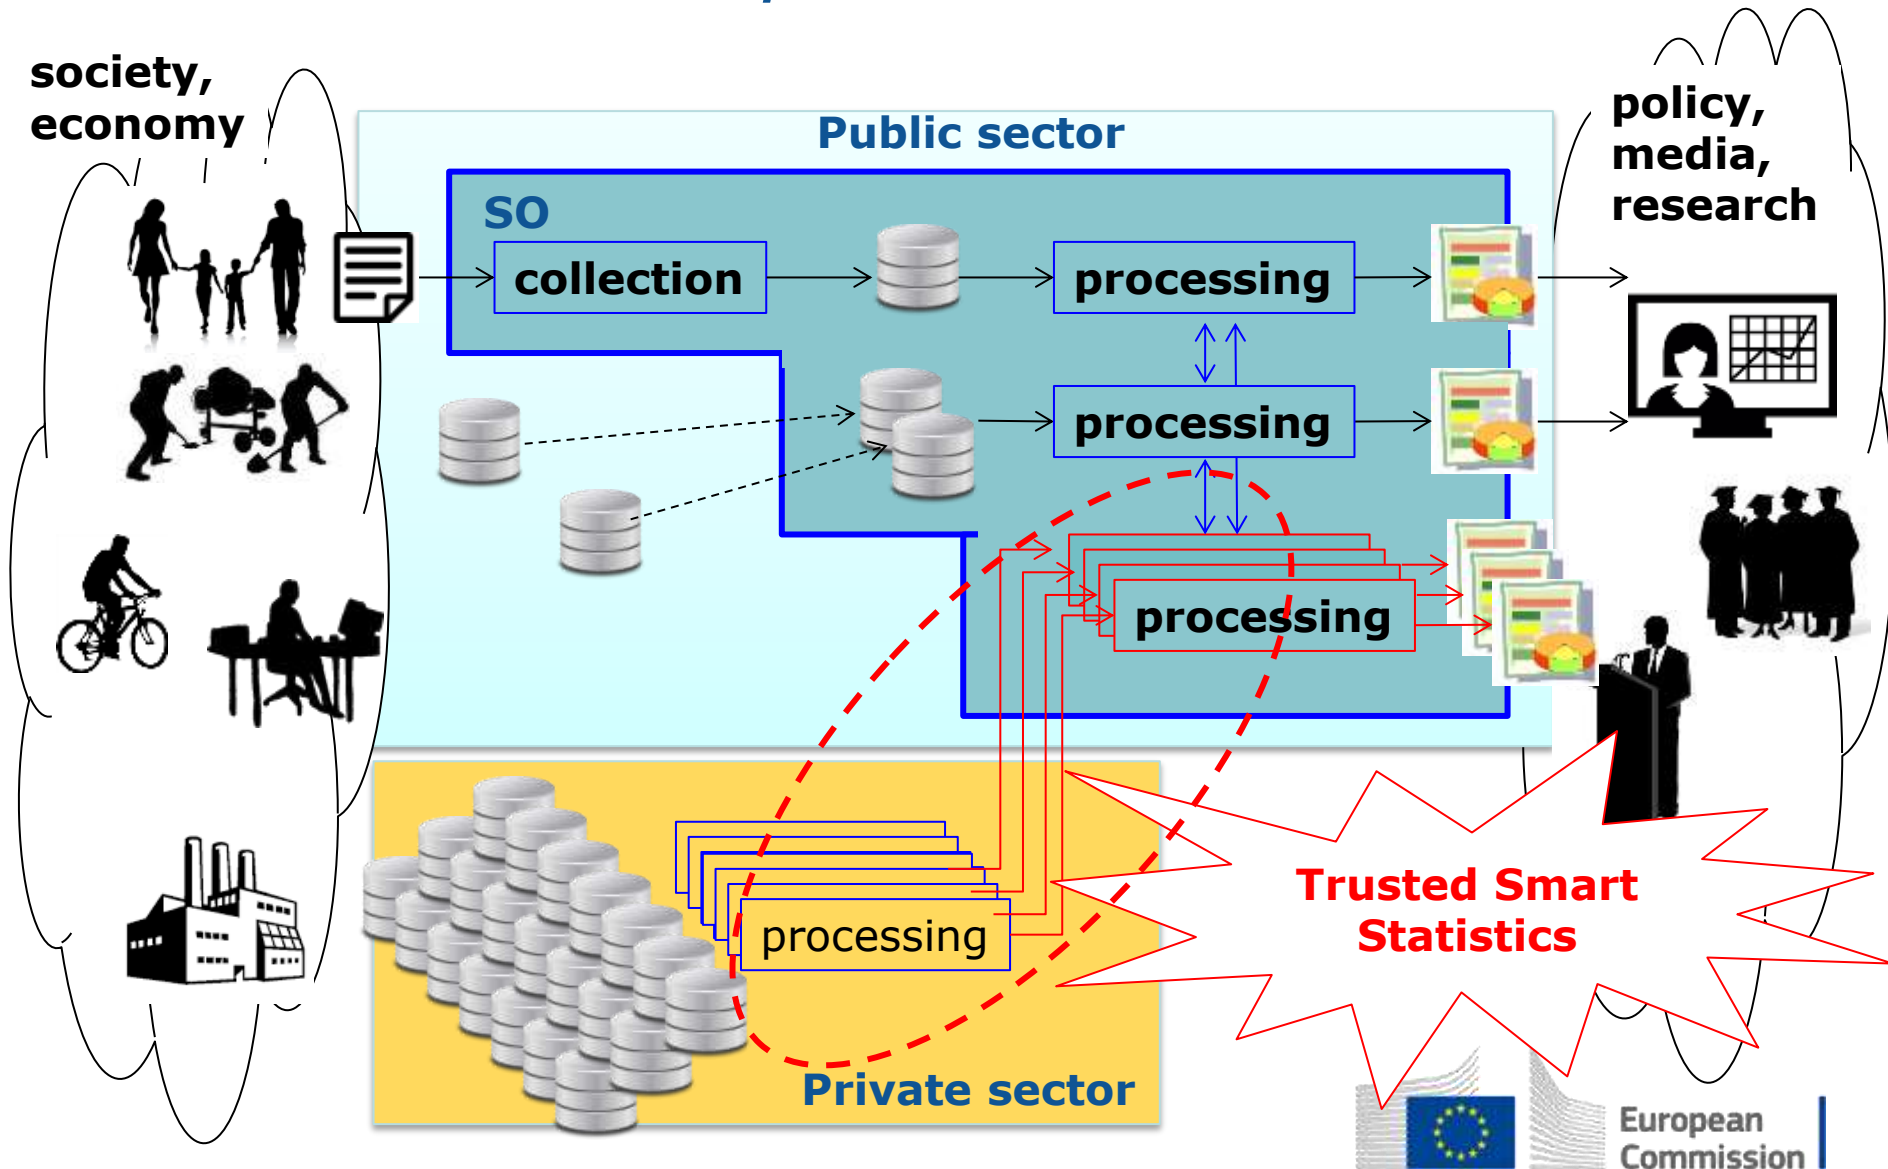 society,
economy
Public sector
policy,
media,
research
SO
collection
processing
processing
processing
processing
Trusted Smart
Statistics
Private sector
European
Commission